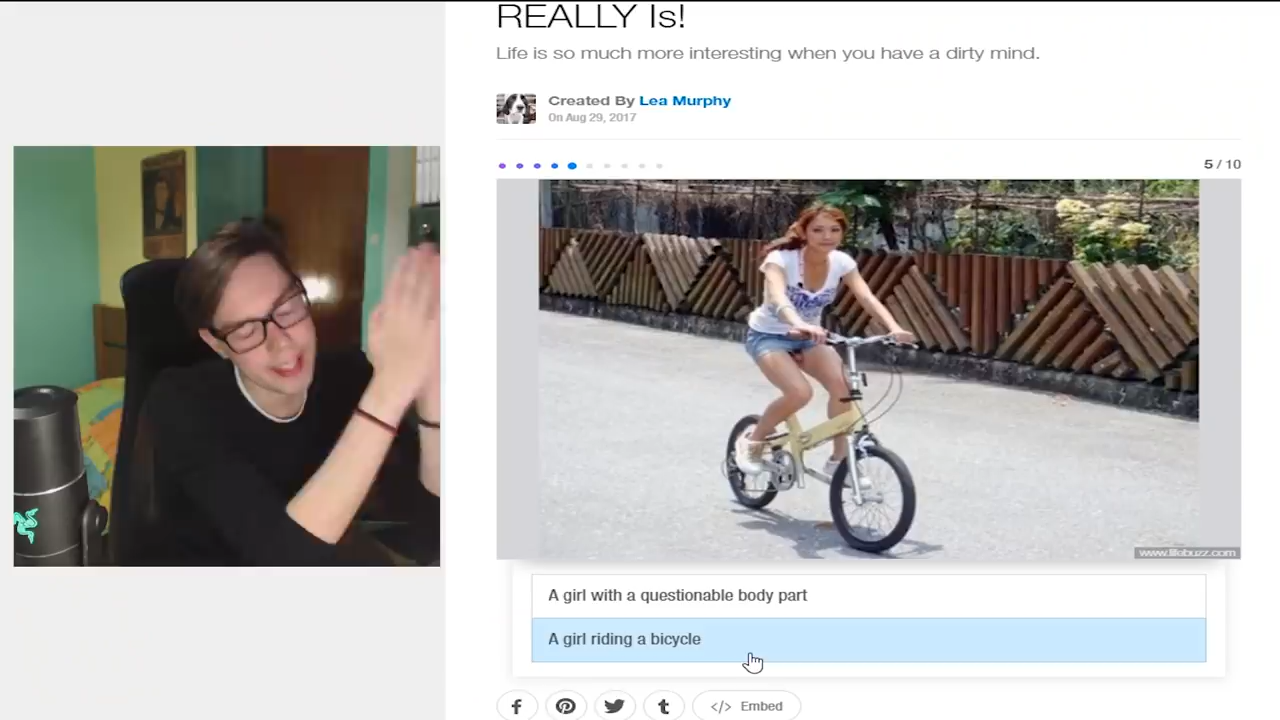 REALLY Is!
Life is so much more interesting when you have a dirty mind.
Created By Lea Murphy
On Aug 29, 2017
5 / 10
www.lifebuzz.com
A girl with a questionable body part
A girl riding a bicycle
</> Embed